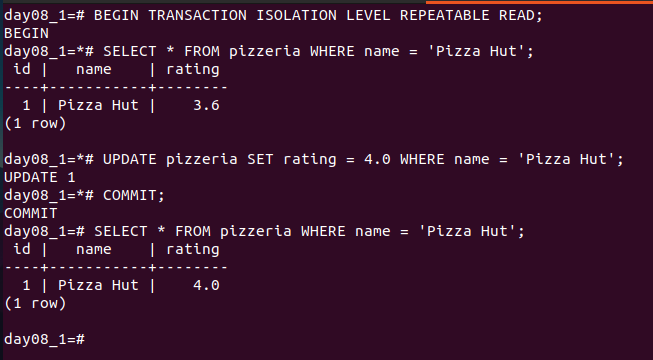 day08_1=# BEGIN TRANSACTION ISOLATION LEVEL REPEATABLE READ;
BEGIN
day08_1=*# SELECT * FROM pizzeria WHERE name = 'Pizza Hut';
 id |   name    | rating
----+-----------+--------
  1 | Pizza Hut |    3.6
(1 row)

day08_1=*# UPDATE pizzeria SET rating = 4.0 WHERE name = 'Pizza Hut';
UPDATE 1
day08_1=*# COMMIT;
COMMIT
day08_1=# SELECT * FROM pizzeria WHERE name = 'Pizza Hut';
 id |   name    | rating
----+-----------+--------
  1 | Pizza Hut |    4.0
(1 row)

day08_1=#